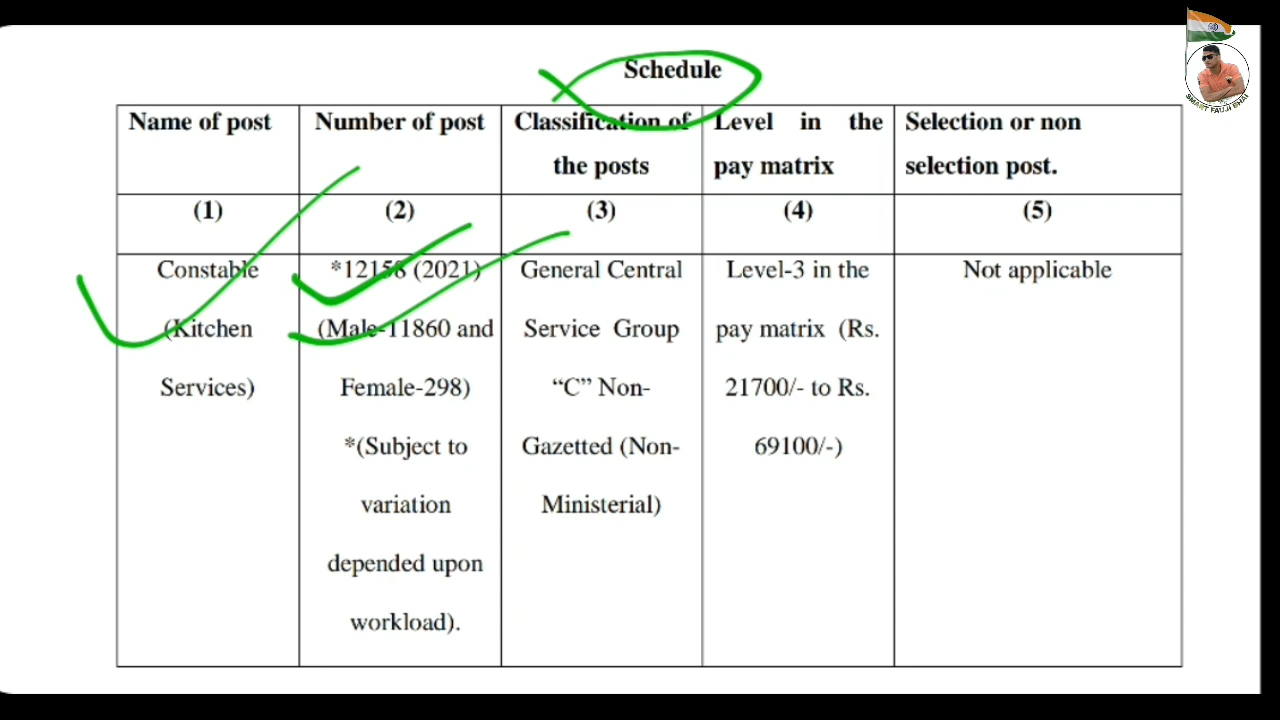 Schedule
Name of post
Number of post
Classification of
the posts
Level in the
pay matrix
Selection or non
selection post.
(1)
(2)
(3)
(4)
(5)
Constable
(Kitchen
Services)
*12158 (2021)
(Male-11860 and
Female-298)
*(Subject to
variation
depended upon
workload).
General Central
Service Group
“C” Non-
Gazetted (Non-
Ministerial)
Level-3 in the
pay matrix (Rs.
21700/- to Rs.
69100/-)
Not applicable
SMART FAUJI BHAI